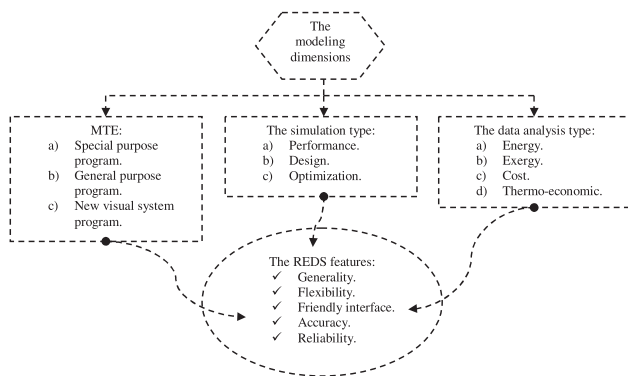 The
modeling
dimensions
MTE:
a) Special purpose
program.
b) General purpose
program.
c) New visual system
program.
The simulation type:
a) Performance.
b) Design.
c) Optimization.
The data analysis type:
a) Energy.
b) Exergy.
c) Cost.
d) Thermo-economic.
The REDS features:
✓ Generality.
✓ Flexibility.
✓ Friendly interface.
✓ Accuracy.
✓ Reliability.